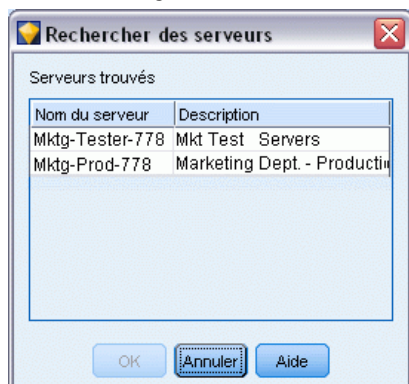 Rechercher des serveurs
Serveurs trouvés
Nom du serveur Description
Mktg-Tester-778 Mkt Test Servers
Mktg-Prod-778 Marketing Dept. - Productio
OK Annuler Aide